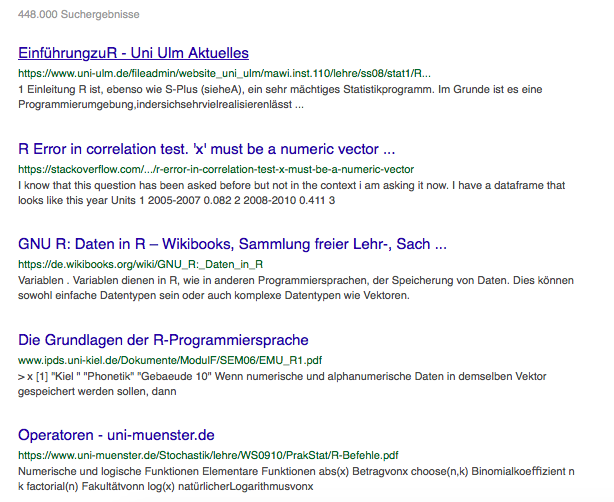 448.000 Suchergebnisse
EinführungzuR - Uni Ulm Aktuelles
https://www.uni-ulm.de/fileadmin/website_uni_ulm/mawi.inst.110/lehre/ss08/stat1/R...
1 Einleitung R ist, ebenso wie S-Plus (sieheA), ein sehr mächtiges Statistikprogramm. Im Grunde ist es eine
Programmierumgebung,indersichsehrvielrealisierenlässt ...
R Error in correlation test. 'x' must be a numeric vector ...
https://stackoverflow.com/.../r-error-in-correlation-test-x-must-be-a-numeric-vector
I know that this question has been asked before but not in the context i am asking it now. I have a dataframe that
looks like this year Units 1 2005-2007 0.082 2 2008-2010 0.411 3
GNU R: Daten in R – Wikibooks, Sammlung freier Lehr-, Sach ...
https://de.wikibooks.org/wiki/GNU_R:_Daten_in_R
Variablen . Variablen dienen in R, wie in anderen Programmiersprachen, der Speicherung von Daten. Dies können
sowohl einfache Datentypen sein oder auch komplexe Datentypen wie Vektoren.
Die Grundlagen der R-Programmiersprache
www.ipds.uni-kiel.de/Dokumente/ModulF/SEM06/EMU_R1.pdf
> x [1] "Kiel " "Phonetik" "Gebaeude 10" Wenn numerische und alphanumerische Daten in demselben Vektor
gespeichert werden sollen, dann
Operatoren - uni-muenster.de
https://www.uni-muenster.de/Stochastik/lehre/WS0910/PrakStat/R-Befehle.pdf
Numerische und logische Funktionen Elementare Funktionen abs(x) Betragvonx choose(n,k) Binomialkoeffizient n
k factorial(n) Fakultätvonn log(x) natürlicherLogarithmusvonx